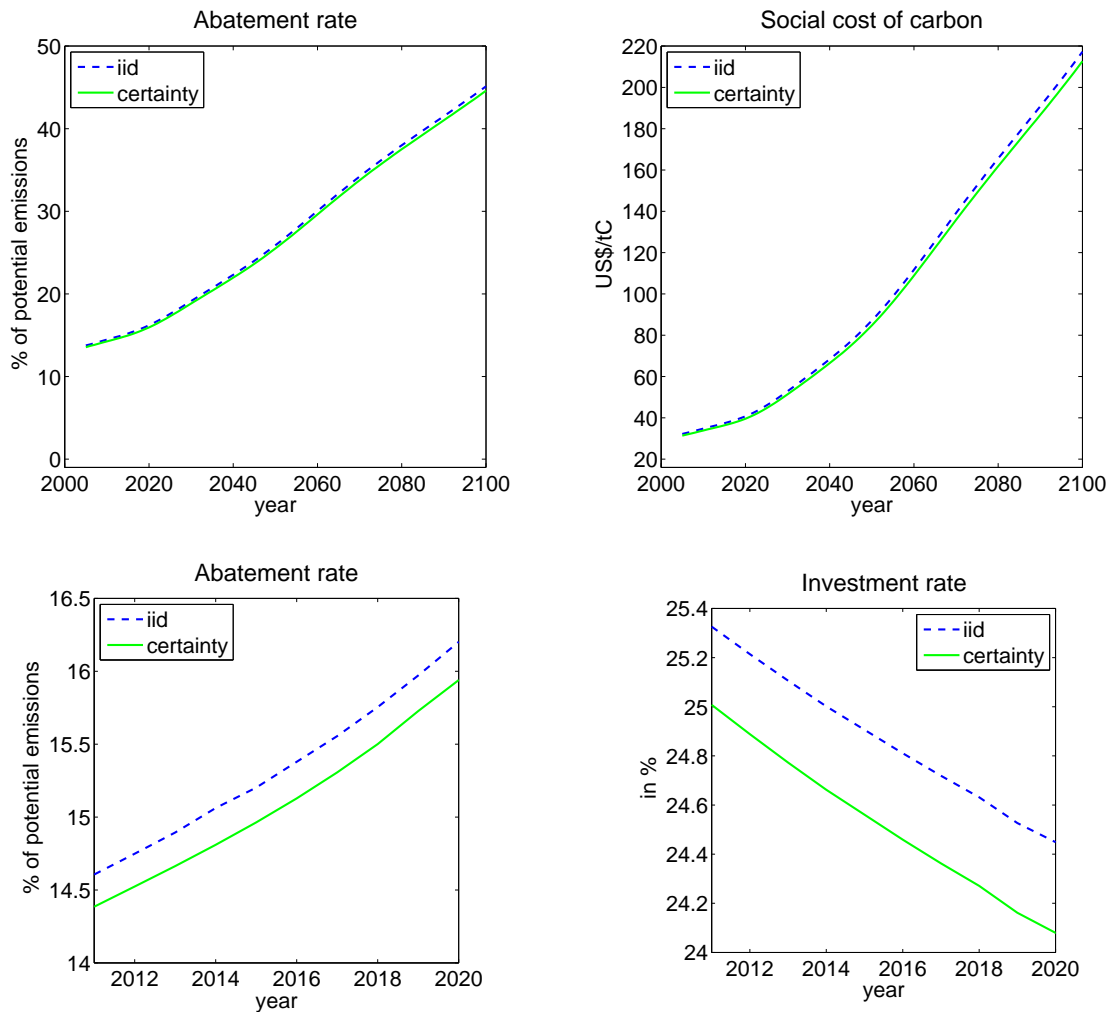 Abatement rate
50
40
30
20
10
0
% of potential emissions
iid
certainty
2000 2020 2040 2060 2080 2100
year
Social cost of carbon
220
200
180
160
140
120
100
80
60
40
20
US$/tC
iid
certainty
2000 2020 2040 2060 2080 2100
year
Abatement rate
16.5
16
15.5
15
14.5
14
% of potential emissions
iid
certainty
2012 2014 2016 2018 2020
year
Investment rate
25.4
25.2
25
24.8
24.6
24.4
24.2
24
in %
iid
certainty
2012 2014 2016 2018 2020
year